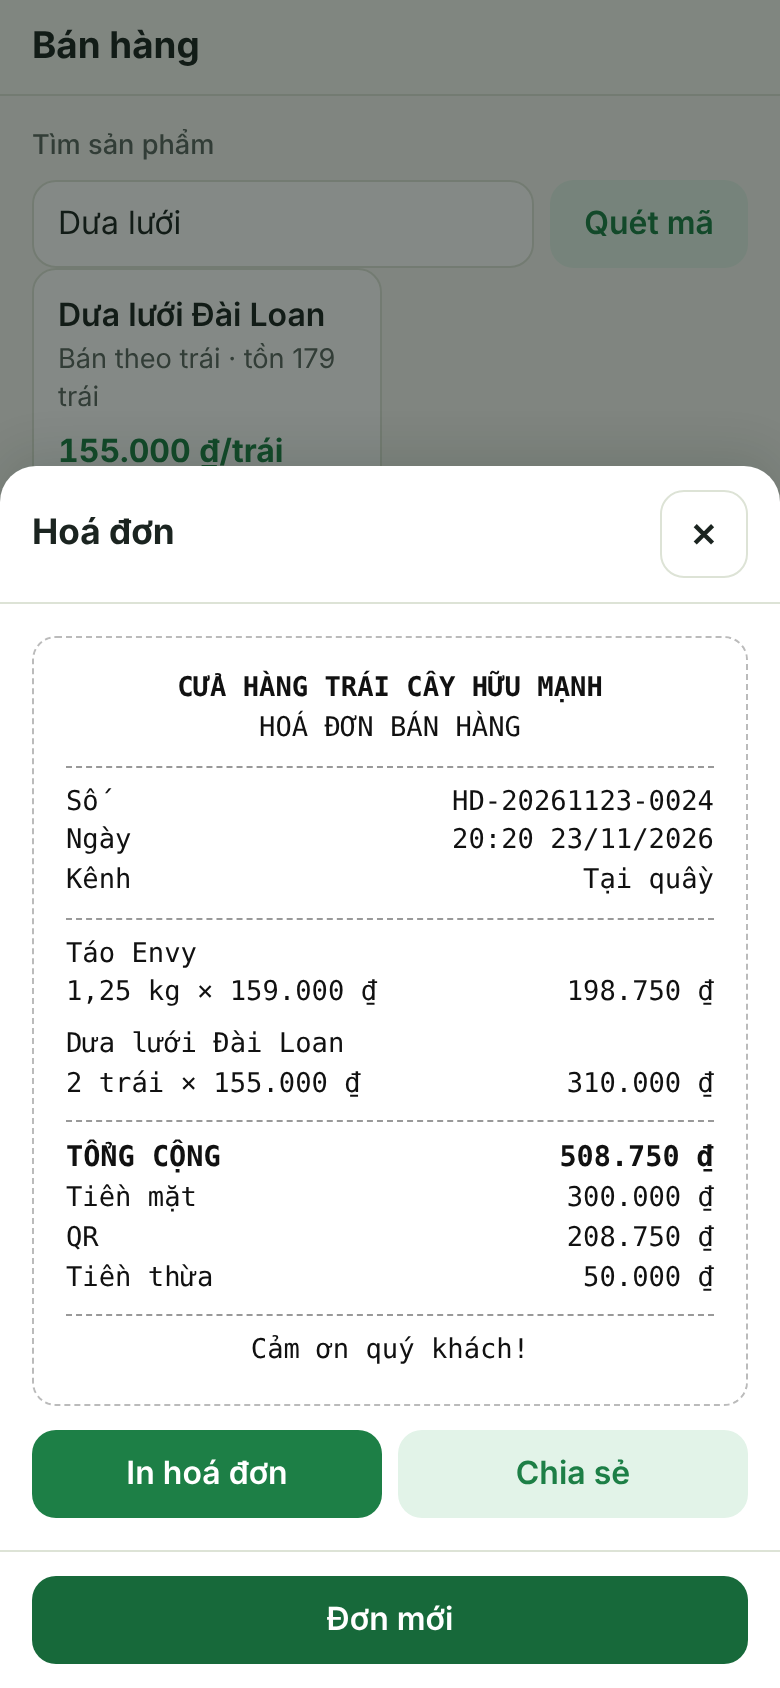 Bán hàng
Tìm sản phẩm
Dưa lưới
Quét mã
Dưa lưới Đài Loan
Bán theo trái · tồn 179
trái
155.000 ₫/trái
Hoá đơn
×
CỬA HÀNG TRÁI CÂY HỮU MẠNH
HOÁ ĐƠN BÁN HÀNG
Số HD-20261123-0024
Ngày 20:20 23/11/2026
Kênh Tại quầy
Táo Envy
1,25 kg × 159.000 ₫ 198.750 ₫
Dưa lưới Đài Loan
2 trái × 155.000 ₫ 310.000 ₫
TỔNG CỘNG 508.750 ₫
Tiền mặt 300.000 ₫
QR 208.750 ₫
Tiền thừa 50.000 ₫
Cảm ơn quý khách!
In hoá đơn
Chia sẻ
Đơn mới